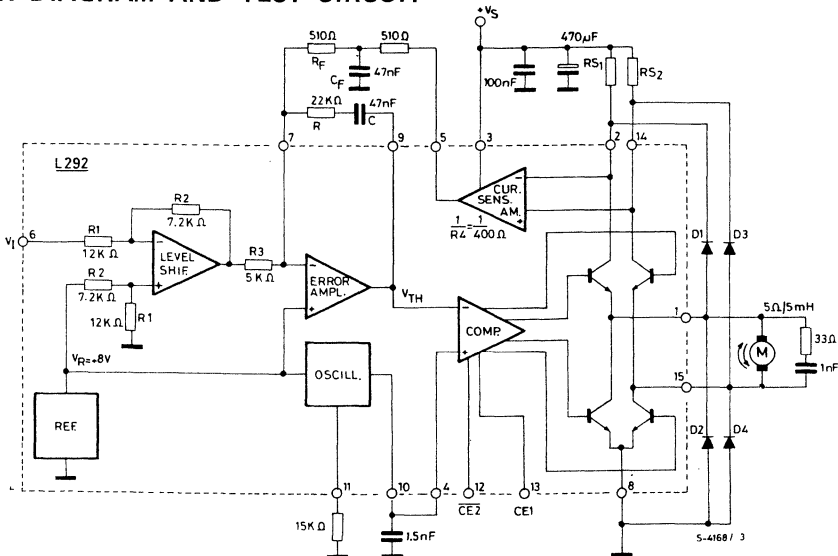 DIAGRAM AND TEST CIRCUIT
+VS
510Ω
510Ω
470µF
RF
CF
47nF
100nF
RS1
RS2
22KΩ
47nF
R
C
7
9
5
3
2
14
L292
R2
7.2KΩ
CUR.
SENS.
AM.
1/R4 = 1/400Ω
D1
D3
VI
6
R1
12KΩ
LEVEL
SHIF.
R3
5KΩ
R2
7.2KΩ
ERROR
AMPL.
VTH
12KΩ
R1
COMP.
1
5Ω/5mH
33Ω
M
1nF
VR=+8V
OSCILL.
15
REF.
D2
D4
11
10
4
12
13
8
CE2
CE1
15KΩ
1.5nF
S-4168/3